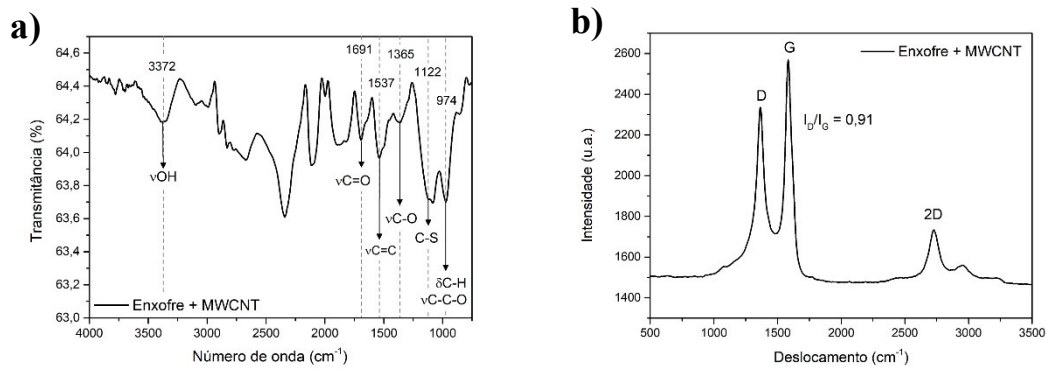 a)
64,6
64,4
64,2
64,0
63,8
63,6
63,4
63,2
63,0
4000 3500 3000 2500 2000 1500 1000
Transmitância (%)
Número de onda (cm⁻¹)
3372
1691
1537
1365
1122
974
νOH
νC=O
νC=C
νC-O
C-S
δC-H
νC-C-O
Enxofre + MWCNT
b)
2600
2400
2200
2000
1800
1600
1400
500 1000 1500 2000 2500 3000 3500
Intensidade (u.a.)
Deslocamento (cm⁻¹)
Enxofre + MWCNT
D
G
I_D/I_G = 0,91
2D